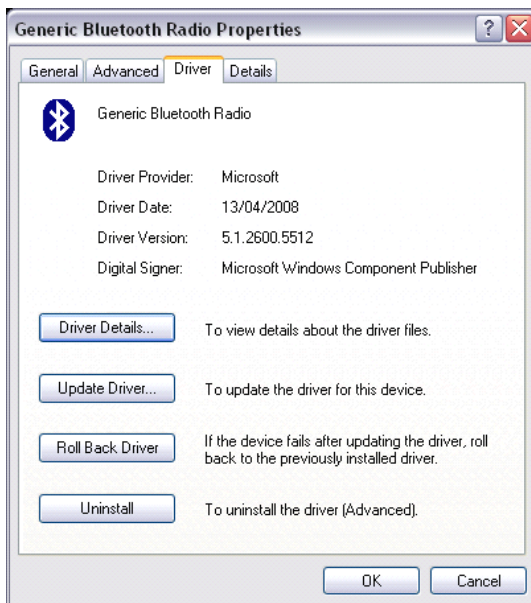 Generic Bluetooth Radio Properties
General Advanced Driver Details
Generic Bluetooth Radio
Driver Provider: Microsoft
Driver Date: 13/04/2008
Driver Version: 5.1.2600.5512
Digital Signer: Microsoft Windows Component Publisher
Driver Details... To view details about the driver files.
Update Driver... To update the driver for this device.
Roll Back Driver If the device fails after updating the driver, roll
back to the previously installed driver.
Uninstall To uninstall the driver (Advanced).
OK Cancel